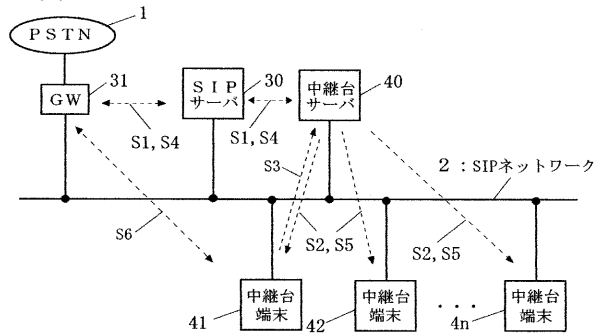 1
PSTN
31
GW
SIP
サーバ
30
中継台
サーバ
40
S1, S4
S1, S4
S3
2 : SIPネットワーク
S6
S2, S5
S2, S5
中継台
端末
41
中継台
端末
42
・・・
中継台
端末
4n